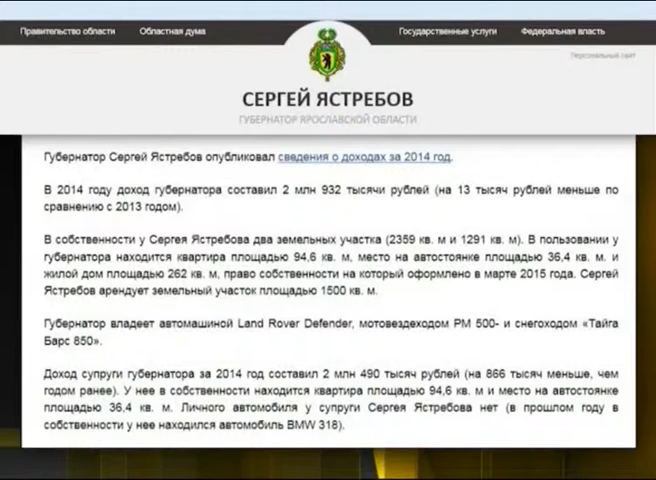 Правительство области Областная дума Государственные услуги Федеральная власть
Персональный сайт
СЕРГЕЙ ЯСТРЕБОВ
ГУБЕРНАТОР ЯРОСЛАВСКОЙ ОБЛАСТИ
Губернатор Сергей Ястребов опубликовал сведения о доходах за 2014 год.
В 2014 году доход губернатора составил 2 млн 932 тысячи рублей (на 13 тысяч рублей меньше по
сравнению с 2013 годом).
В собственности у Сергея Ястребова два земельных участка (2359 кв. м и 1291 кв. м). В пользовании у
губернатора находится квартира площадью 94,6 кв. м, место на автостоянке площадью 36,4 кв. м. и
жилой дом площадью 262 кв. м, право собственности на который оформлено в марте 2015 года. Сергей
Ястребов арендует земельный участок площадью 1500 кв. м.
Губернатор владеет автомашиной Land Rover Defender, мотовездеходом РМ 500- и снегоходом «Тайга
Барс 850».
Доход супруги губернатора за 2014 год составил 2 млн 490 тысяч рублей (на 866 тысяч меньше, чем
годом ранее). У нее в собственности находится квартира площадью 94,6 кв. м и место на автостоянке
площадью 36,4 кв. м. Личного автомобиля у супруги Сергея Ястребова нет (в прошлом году в
собственности у нее находился автомобиль BMW 318).